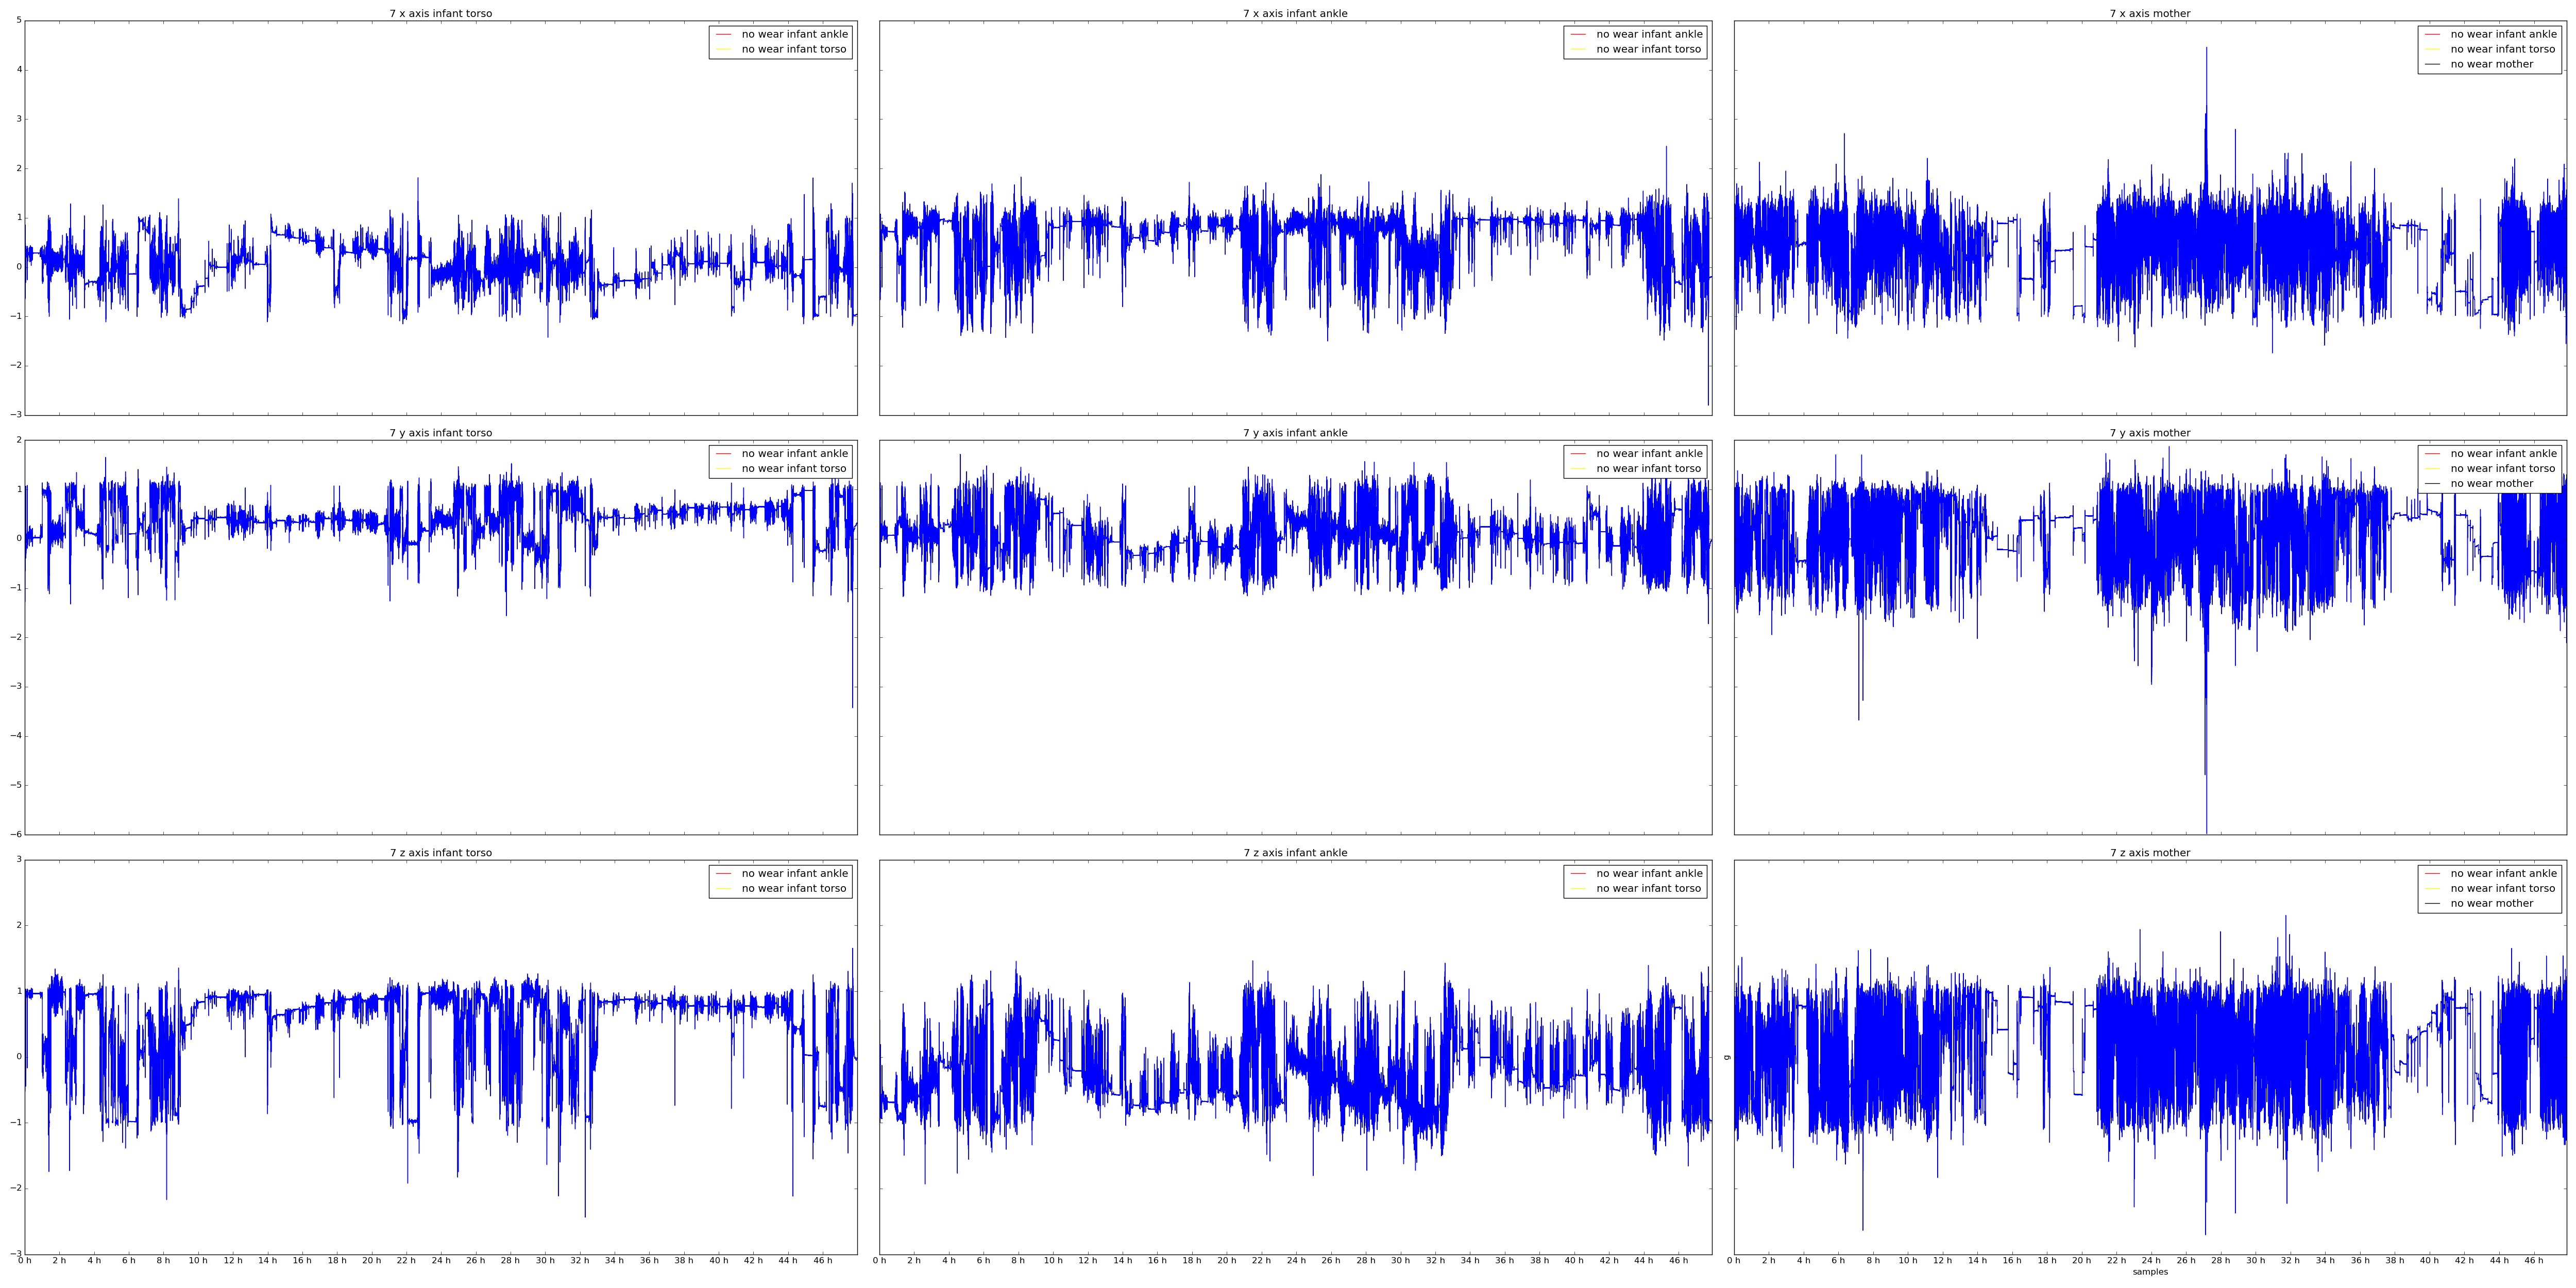 7 x axis infant torso
7 x axis infant ankle
7 x axis mother
5
4
3
2
1
0
−1
−2
−3
no wear infant ankle
no wear infant torso
no wear infant ankle
no wear infant torso
no wear infant ankle
no wear infant torso
no wear mother
7 y axis infant torso
7 y axis infant ankle
7 y axis mother
2
1
0
−1
−2
−3
−4
−5
−6
no wear infant ankle
no wear infant torso
no wear infant ankle
no wear infant torso
no wear infant ankle
no wear infant torso
no wear mother
7 z axis infant torso
7 z axis infant ankle
7 z axis mother
3
2
1
0
−1
−2
−3
no wear infant ankle
no wear infant torso
no wear infant ankle
no wear infant torso
no wear infant ankle
no wear infant torso
no wear mother
g
0 h 2 h 4 h 6 h 8 h 10 h 12 h 14 h 16 h 18 h 20 h 22 h 24 h 26 h 28 h 30 h 32 h 34 h 36 h 38 h 40 h 42 h 44 h 46 h
0 h 2 h 4 h 6 h 8 h 10 h 12 h 14 h 16 h 18 h 20 h 22 h 24 h 26 h 28 h 30 h 32 h 34 h 36 h 38 h 40 h 42 h 44 h 46 h
0 h 2 h 4 h 6 h 8 h 10 h 12 h 14 h 16 h 18 h 20 h 22 h 24 h 26 h 28 h 30 h 32 h 34 h 36 h 38 h 40 h 42 h 44 h 46 h
samples